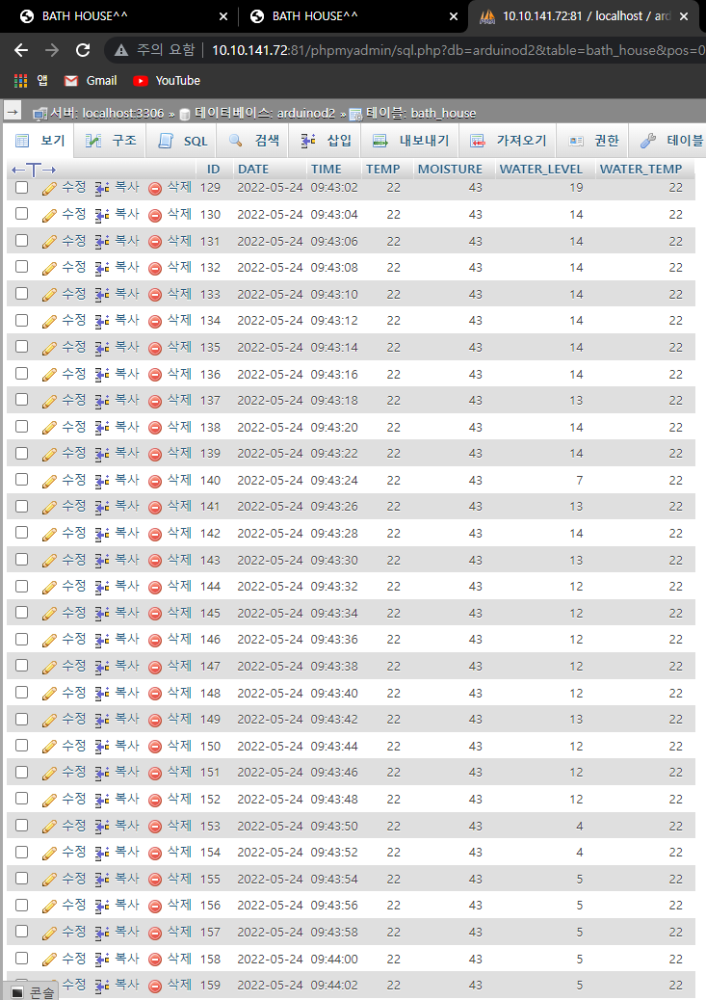 BATH HOUSE^^ BATH HOUSE^^ 10.10.141.72:81 / localhost / ard
주의 요함 10.10.141.72:81/phpmyadmin/sql.php?db=arduinod2&table=bath_house&pos=0
앱 Gmail YouTube
서버: localhost:3306 » 데이터베이스: arduinod2 » 테이블: bath_house
보기 구조 SQL 검색 삽입 내보내기 가져오기 권한 테이블
←T→ ID DATE TIME TEMP MOISTURE WATER_LEVEL WATER_TEMP
수정 복사 삭제 129 2022-05-24 09:43:02 22 43 19 22
수정 복사 삭제 130 2022-05-24 09:43:04 22 43 14 22
수정 복사 삭제 131 2022-05-24 09:43:06 22 43 14 22
수정 복사 삭제 132 2022-05-24 09:43:08 22 43 14 22
수정 복사 삭제 133 2022-05-24 09:43:10 22 43 14 22
수정 복사 삭제 134 2022-05-24 09:43:12 22 43 14 22
수정 복사 삭제 135 2022-05-24 09:43:14 22 43 14 22
수정 복사 삭제 136 2022-05-24 09:43:16 22 43 14 22
수정 복사 삭제 137 2022-05-24 09:43:18 22 43 13 22
수정 복사 삭제 138 2022-05-24 09:43:20 22 43 14 22
수정 복사 삭제 139 2022-05-24 09:43:22 22 43 14 22
수정 복사 삭제 140 2022-05-24 09:43:24 22 43 7 22
수정 복사 삭제 141 2022-05-24 09:43:26 22 43 13 22
수정 복사 삭제 142 2022-05-24 09:43:28 22 43 14 22
수정 복사 삭제 143 2022-05-24 09:43:30 22 43 13 22
수정 복사 삭제 144 2022-05-24 09:43:32 22 43 12 22
수정 복사 삭제 145 2022-05-24 09:43:34 22 43 12 22
수정 복사 삭제 146 2022-05-24 09:43:36 22 43 12 22
수정 복사 삭제 147 2022-05-24 09:43:38 22 43 12 22
수정 복사 삭제 148 2022-05-24 09:43:40 22 43 12 22
수정 복사 삭제 149 2022-05-24 09:43:42 22 43 13 22
수정 복사 삭제 150 2022-05-24 09:43:44 22 43 12 22
수정 복사 삭제 151 2022-05-24 09:43:46 22 43 12 22
수정 복사 삭제 152 2022-05-24 09:43:48 22 43 12 22
수정 복사 삭제 153 2022-05-24 09:43:50 22 43 4 22
수정 복사 삭제 154 2022-05-24 09:43:52 22 43 4 22
수정 복사 삭제 155 2022-05-24 09:43:54 22 43 5 22
수정 복사 삭제 156 2022-05-24 09:43:56 22 43 5 22
수정 복사 삭제 157 2022-05-24 09:43:58 22 43 5 22
수정 복사 삭제 158 2022-05-24 09:44:00 22 43 5 22
수정 복사 삭제 159 2022-05-24 09:44:02 22 43 5 22
콘솔